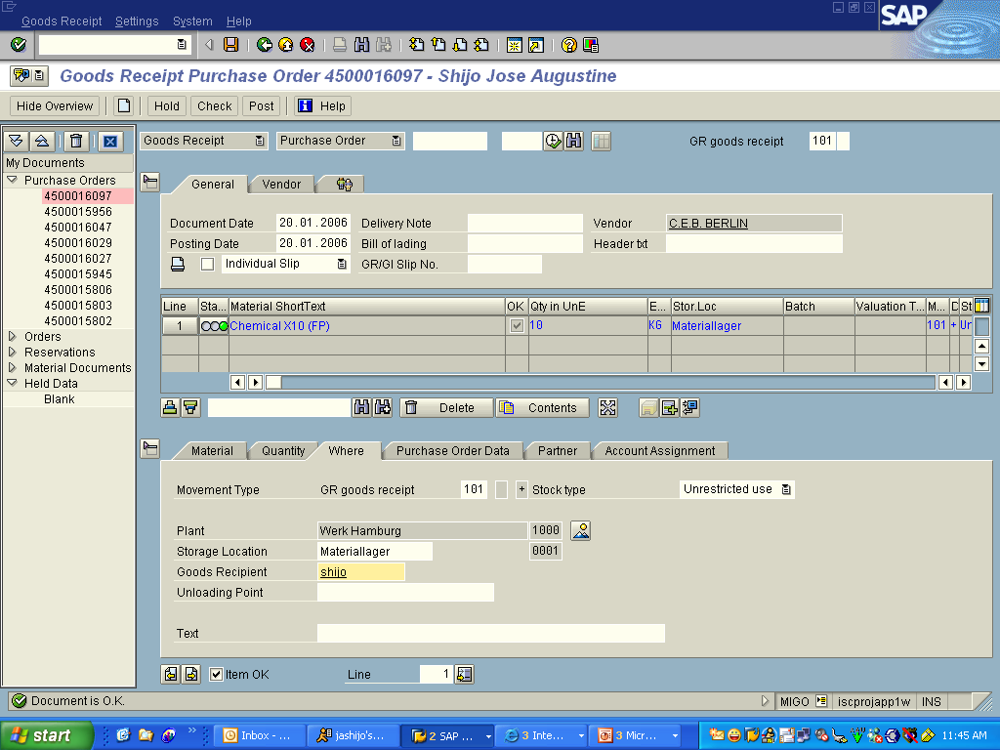 Goods Receipt Settings System Help
SAP
Goods Receipt Purchase Order 4500016097 - Shijo Jose Augustine
Hide Overview Hold Check Post Help
Goods Receipt Purchase Order GR goods receipt 101
My Documents
Purchase Orders
4500016097
4500015956
4500016047
4500016029
4500016027
4500015945
4500015806
4500015803
4500015802
Orders
Reservations
Material Documents
Held Data
Blank
General Vendor
Document Date 20.01.2006 Delivery Note Vendor C.E.B. BERLIN
Posting Date 20.01.2006 Bill of lading Header txt
Individual Slip GR/GI Slip No.
Line Sta... Material ShortText OK Qty in UnE E... Stor.Loc Batch Valuation T... M... D St
1 Chemical X10 (FP) 10 KG Materiallager 101 + Ur
Delete Contents
Material Quantity Where Purchase Order Data Partner Account Assignment
Movement Type GR goods receipt 101 + Stock type Unrestricted use
Plant Werk Hamburg 1000
Storage Location Materiallager 0001
Goods Recipient shijo
Unloading Point
Text
Item OK Line 1
Document is O.K. MIGO iscprojapp1w INS
start Inbox - ... jashijo's... 2 SAP ... 3 Inte... 3 Micr... 11:45 AM